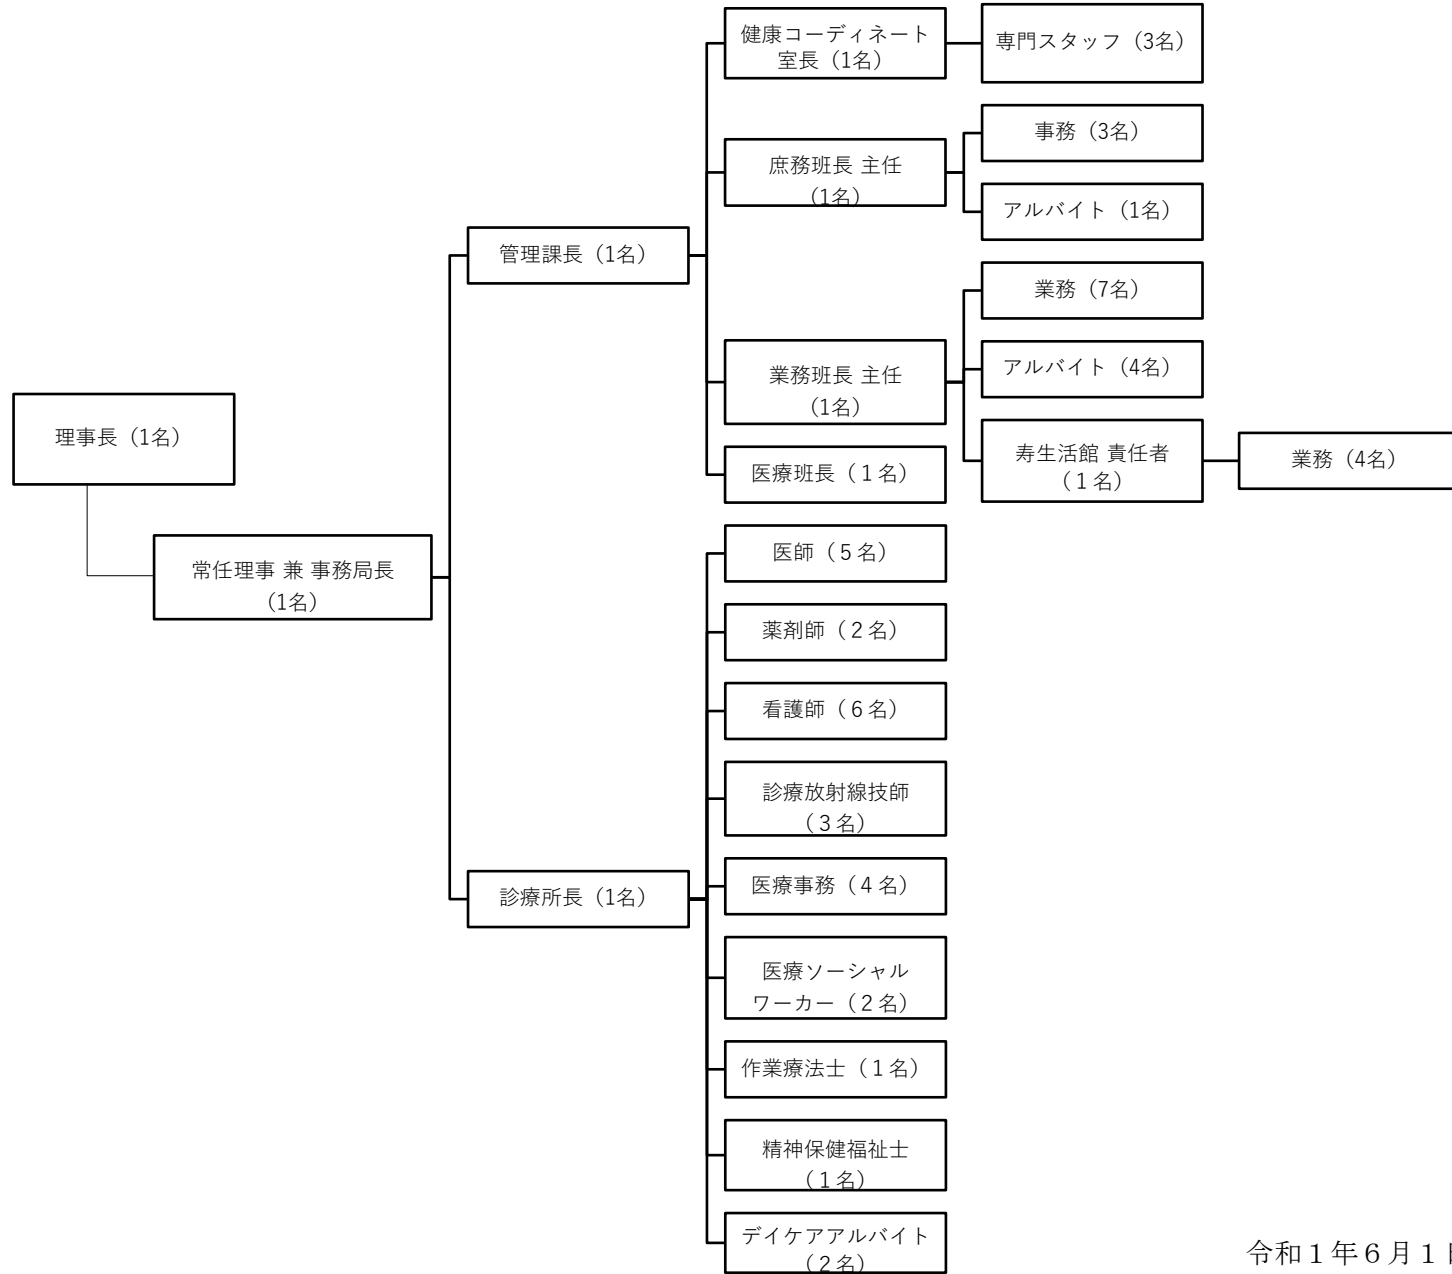 健康コーディネート
室長（1名）
専門スタッフ（3名）
事務（3名）
庶務班長 主任
（1名）
アルバイト（1名）
管理課長（1名）
業務（7名）
アルバイト（4名）
業務班長 主任
（1名）
理事長（1名）
寿生活館 責任者
（１名）
業務（4名）
医療班長（１名）
医師（５名）
常任理事 兼 事務局長
（1名）
薬剤師（２名）
看護師（６名）
診療放射線技師
（３名）
診療所長（1名）
医療事務（４名）
医療ソーシャル
ワーカー（２名）
作業療法士（１名）
精神保健福祉士
（１名）
デイケアアルバイト
（２名）
令和１年６月１日